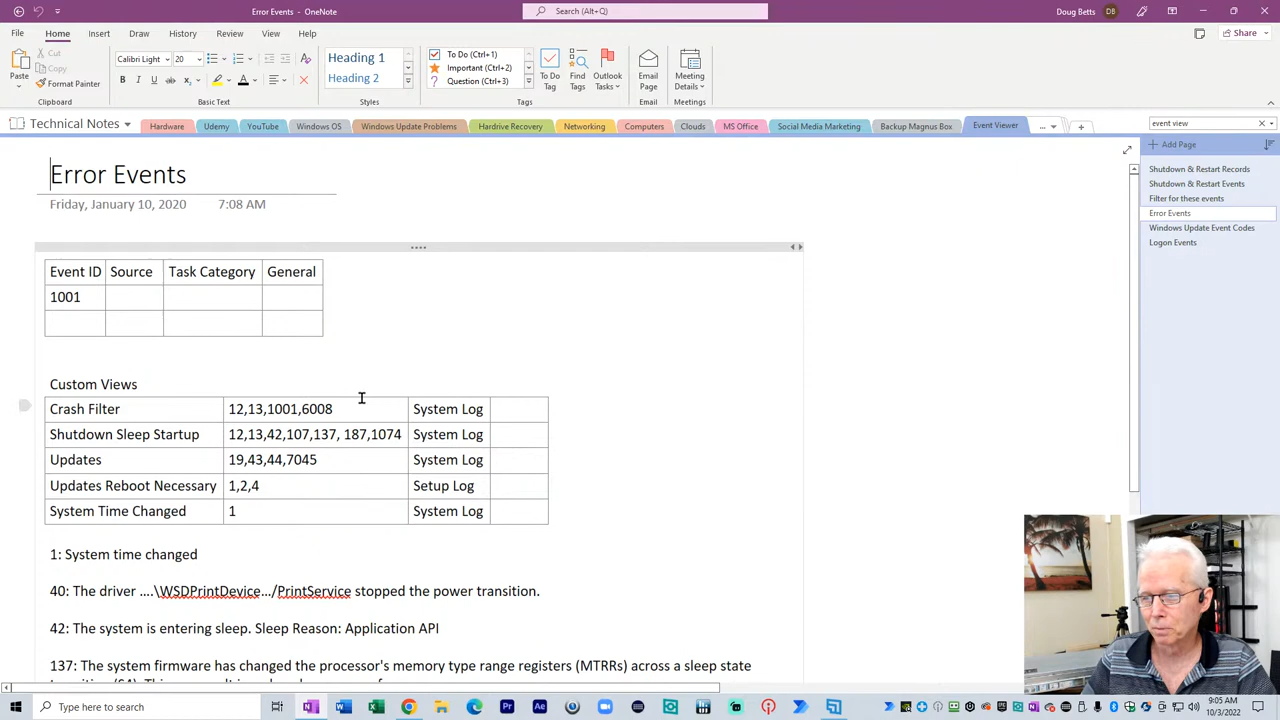 Error Events - OneNote
Search (Alt+Q)
Doug Betts DB
File Home Insert Draw History Review View Help
Share
Paste
Cut
Copy
Format Painter
Clipboard
Calibri Light 20
B I U ab
Basic Text
Heading 1
Heading 2
Styles
To Do (Ctrl+1)
Important (Ctrl+2)
Question (Ctrl+3)
To Do Tag
Find Tags
Outlook Tasks
Tags
Email Page
Email
Meeting Details
Meetings
Technical Notes
Hardware Udemy YouTube Windows OS Windows Update Problems Hardrive Recovery Networking Computers Clouds MS Office Social Media Marketing Backup Magnus Box Event Viewer ...
event view
Add Page
Shutdown & Restart Records
Shutdown & Restart Events
Filter for these events
Error Events
Windows Update Event Codes
Logon Events
Error Events
Friday, January 10, 2020 7:08 AM
Event ID Source Task Category General
1001
Custom Views
Crash Filter 12,13,1001,6008 System Log
Shutdown Sleep Startup 12,13,42,107,137, 187,1074 System Log
Updates 19,43,44,7045 System Log
Updates Reboot Necessary 1,2,4 Setup Log
System Time Changed 1 System Log
1: System time changed
40: The driver ....\WSDPrintDevice.../PrintService stopped the power transition.
42: The system is entering sleep. Sleep Reason: Application API
137: The system firmware has changed the processor's memory type range registers (MTRRs) across a sleep state
Type here to search
9:05 AM
10/3/2022